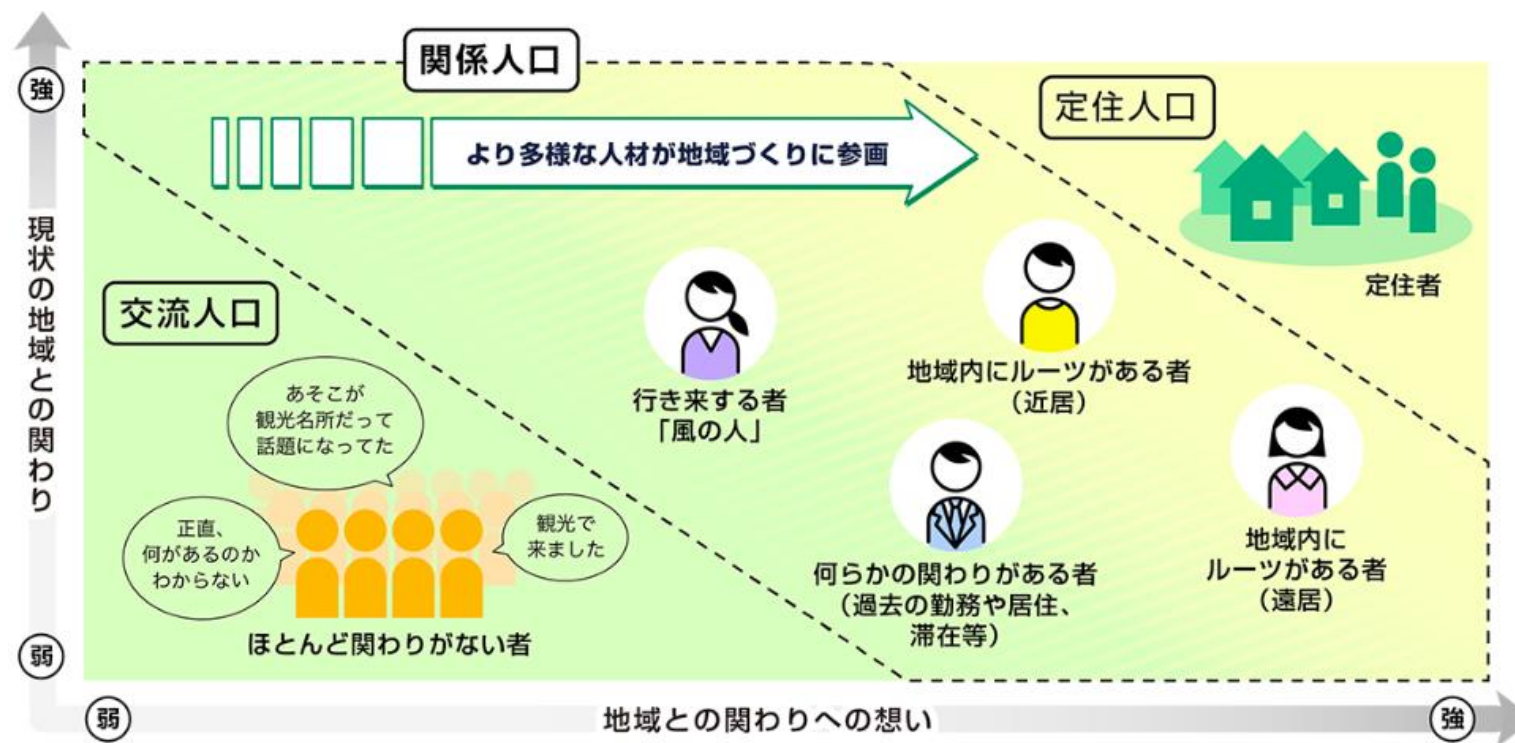 関係人口
強
定住人口
より多様な人材が地域づくりに参画
現状の地域との関わり
定住者
交流人口
地域内にルーツがある者
（近居）
行き来する者
「風の人」
あそこが
観光名所だって
話題になってた
正直、
何があるのか
わからない
観光で
来ました
ほとんど関わりがない者
何らかの関わりがある者
（過去の勤務や居住、
滞在等）
地域内に
ルーツがある者
（遠居）
弱
弱
地域との関わりへの想い
強